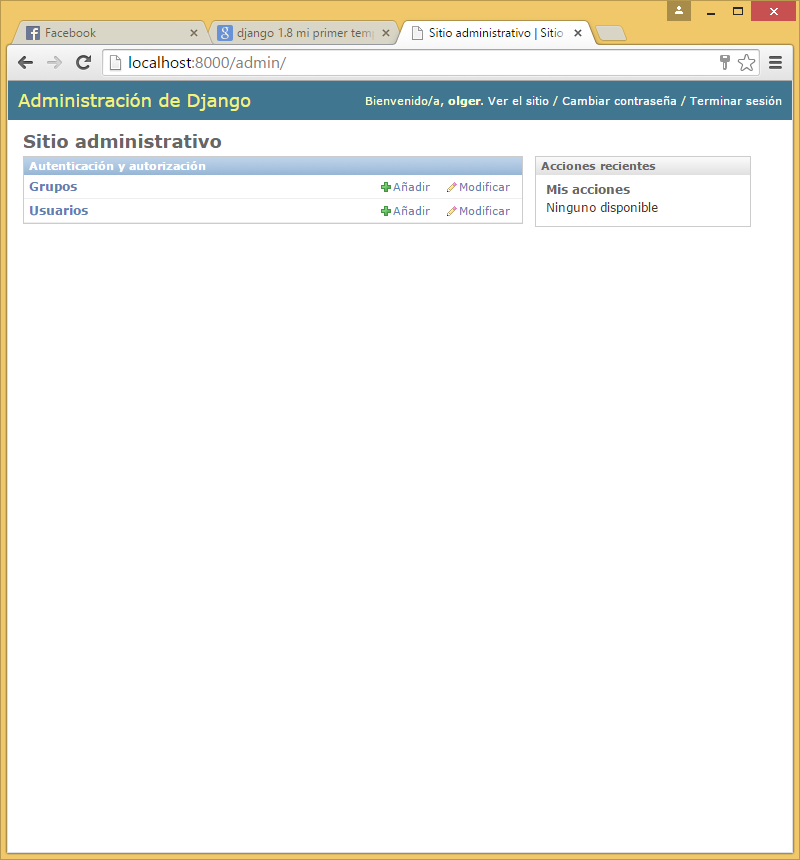 Facebook
django 1.8 mi primer temp
Sitio administrativo | Sitio
localhost:8000/admin/
Administración de Django
Bienvenido/a, olger. Ver el sitio / Cambiar contraseña / Terminar sesión
Sitio administrativo
Autenticación y autorización
Grupos Añadir Modificar
Usuarios Añadir Modificar
Acciones recientes
Mis acciones
Ninguno disponible